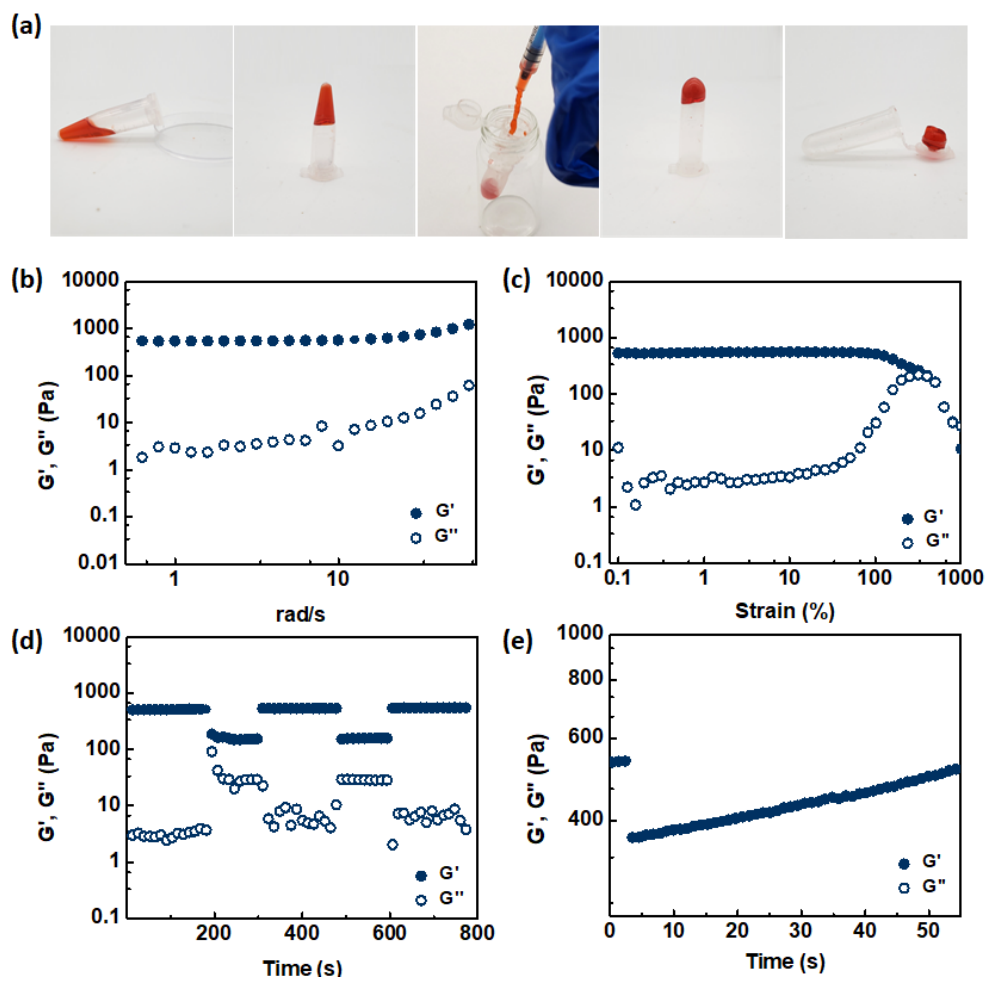 (a)
(b)
10000
1000
100
10
1
0.1
0.01
G', G" (Pa)
G'
G''
1
10
rad/s
(c)
10000
1000
100
10
1
0.1
G', G" (Pa)
G'
G"
0.1
1
10
100
1000
Strain (%)
(d)
10000
1000
100
10
1
0.1
G', G" (Pa)
G'
G''
200
400
600
800
Time (s)
(e)
1000
800
600
400
G', G" (Pa)
G'
G"
0
10
20
30
40
50
Time (s)